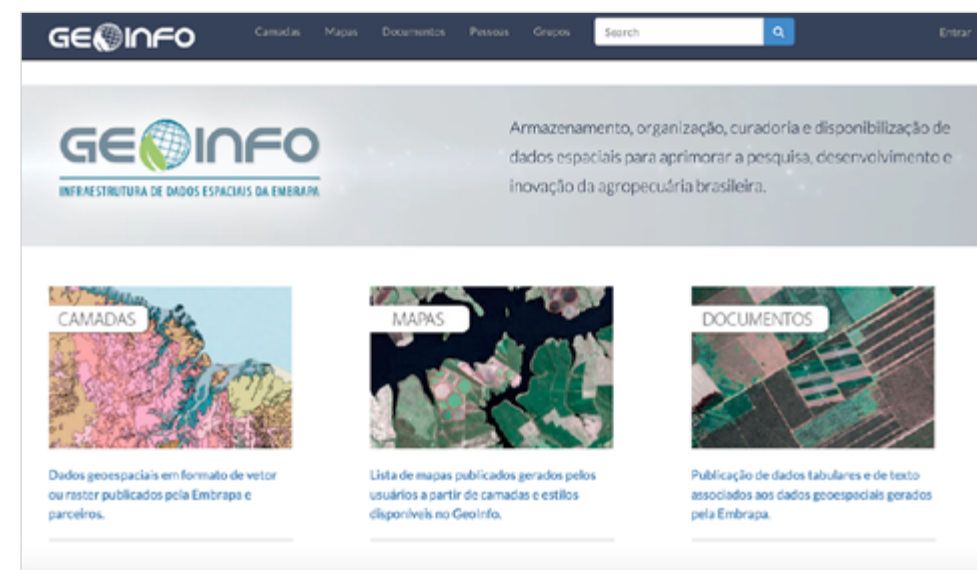 GEOINFO
Camadas Mapas Documentos Pessoas Grupos Search Entrar
GEOINFO
INFRAESTRUTURA DE DADOS ESPACIAIS DA EMBRAPA
Armazenamento, organização, curadoria e disponibilização de
dados espaciais para aprimorar a pesquisa, desenvolvimento e
inovação da agropecuária brasileira.
CAMADAS
Dados geoespaciais em formato de vetor
ou raster publicados pela Embrapa e
parceiros.
MAPAS
Lista de mapas publicados gerados pelos
usuários a partir de camadas e estilos
disponíveis no GeoInfo.
DOCUMENTOS
Publicação de dados tabulares e de texto
associados aos dados geoespaciais gerados
pela Embrapa.